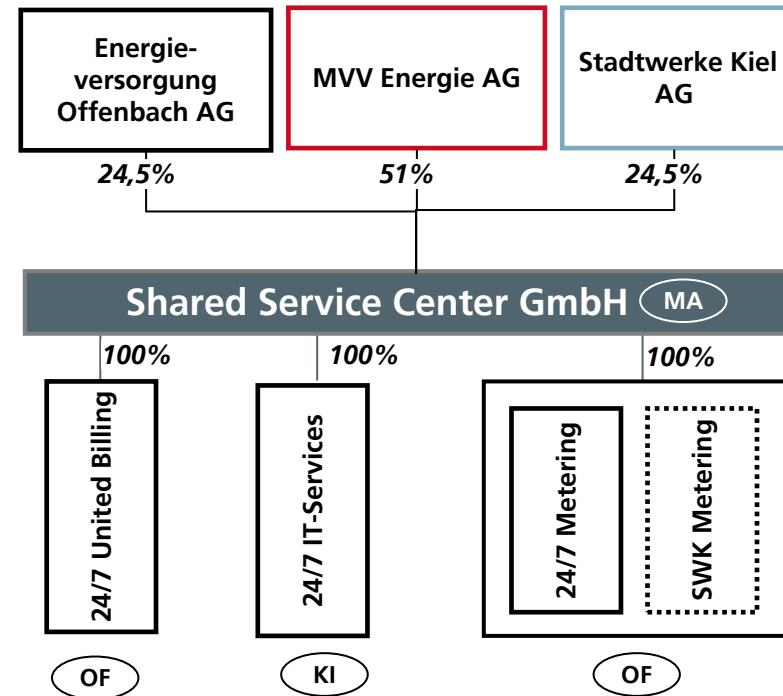 Energie-
versorgung
Offenbach AG
MVV Energie AG
Stadtwerke Kiel
AG
24,5%
51%
24,5%
Shared Service Center GmbH
MA
100%
100%
100%
24/7 United Billing
24/7 IT-Services
24/7 Metering
SWK Metering
OF
KI
OF